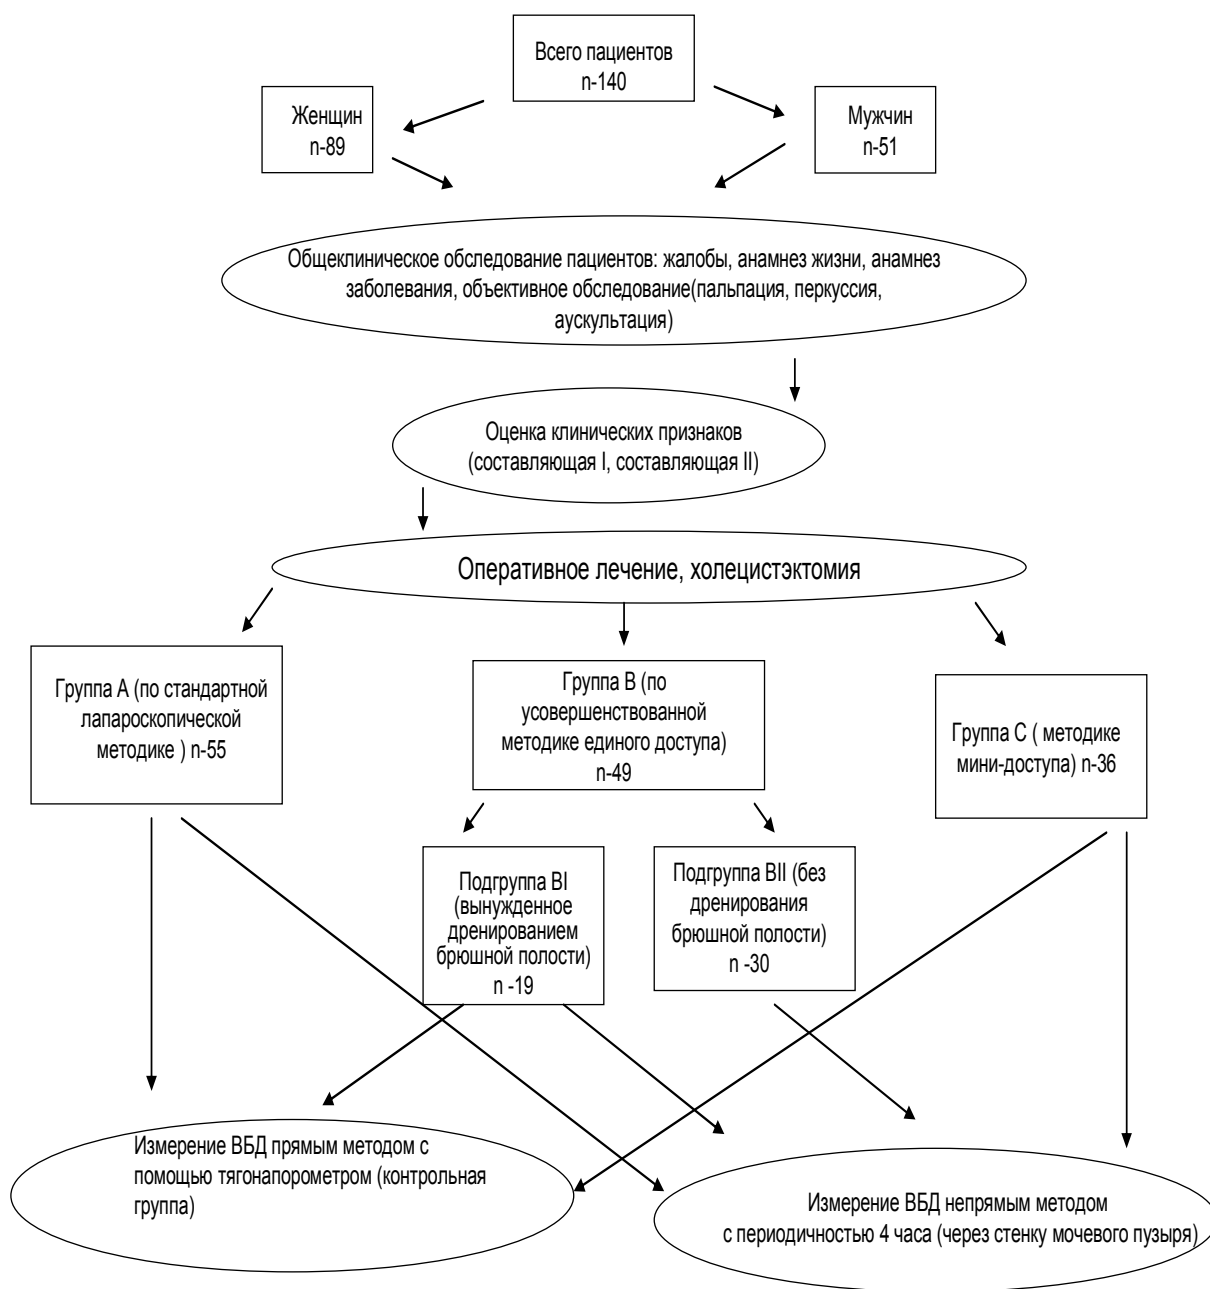 Всего пациентов
n-140
Женщин
n-89
Мужчин
n-51
Общеклиническое обследование пациентов: жалобы, анамнез жизни, анамнез
заболевания, объективное обследование(пальпация, перкуссия,
аускультация)
Оценка клинических признаков
(составляющая I, составляющая II)
Оперативное лечение, холецистэктомия
Группа А (по стандартной
лапароскопической
методике ) n-55
Группа В (по
усовершенствованной
методике единого доступа)
n-49
Группа С ( методике
мини-доступа) n-36
Подгруппа BI
(вынужденное
дренированием
брюшной полости)
n -19
Подгруппа BII (без
дренирования
брюшной полости)
n -30
Измерение ВБД прямым методом с
помощью тягонапорометром (контрольная
группа)
Измерение ВБД непрямым методом
с периодичностью 4 часа (через стенку мочевого пузыря)